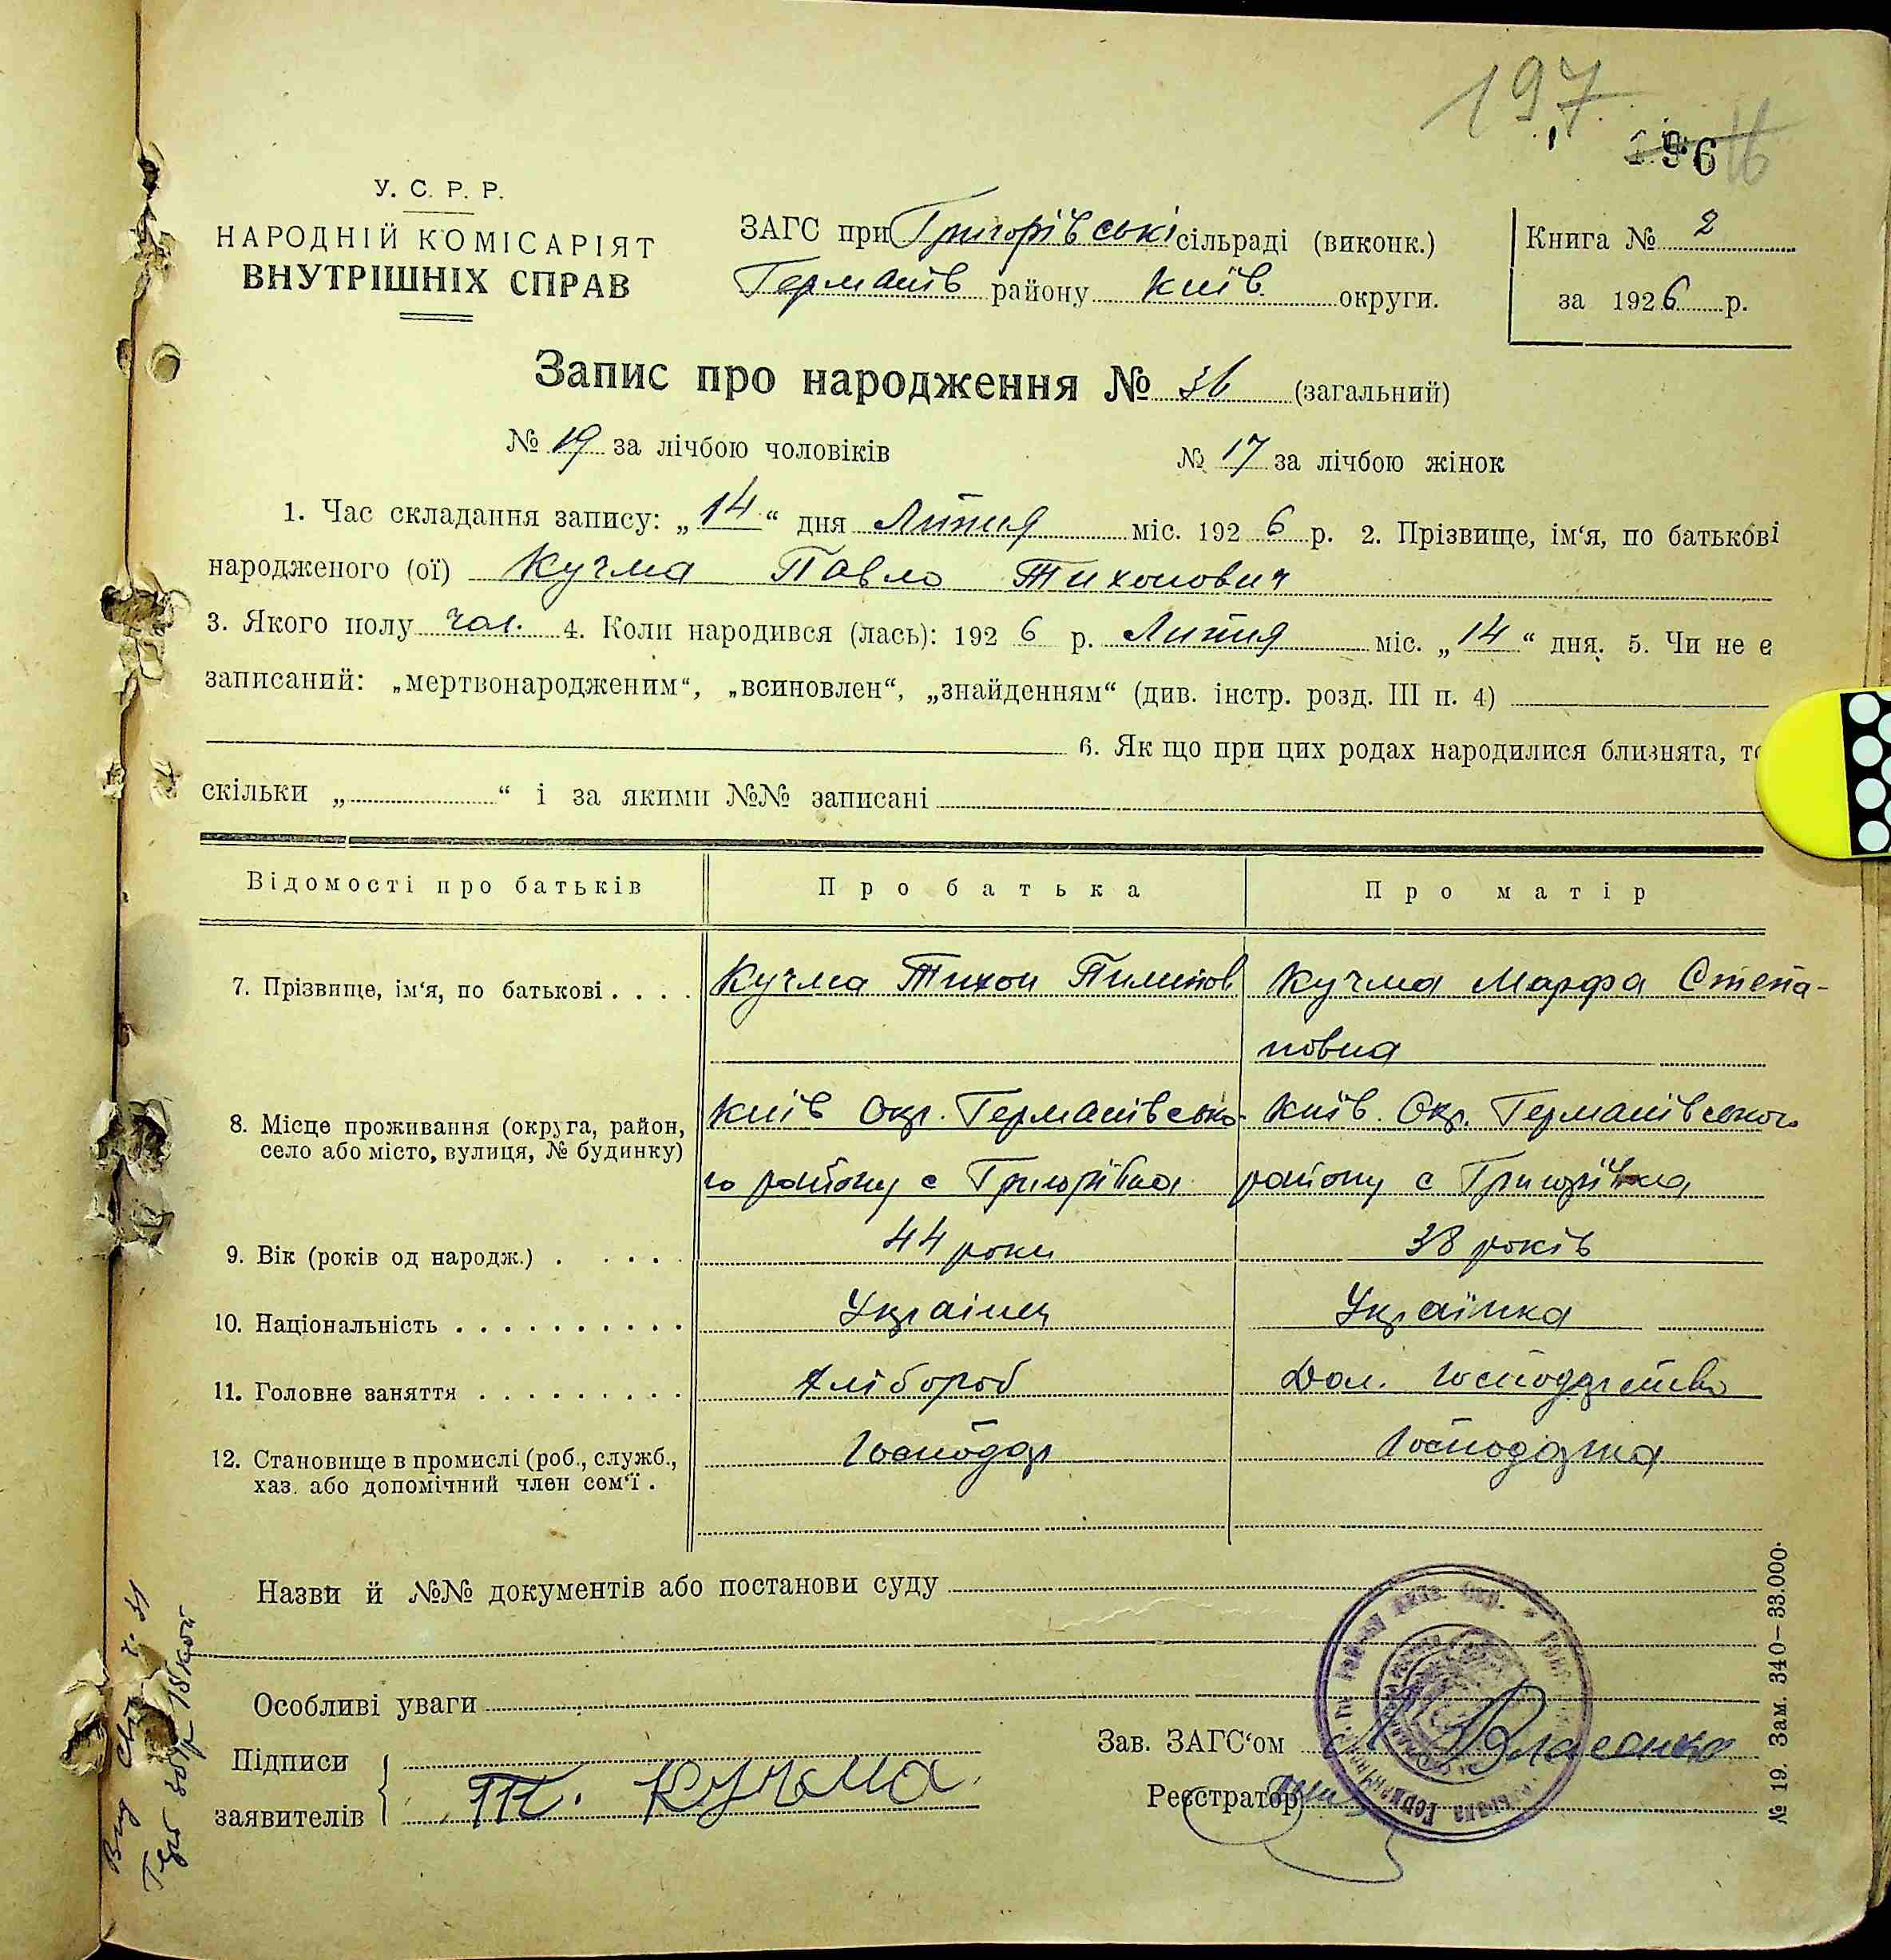 197
196
У. С. Р. Р.
НАРОДНІЙ КОМІСАРІЯТ
ВНУТРІШНІХ СПРАВ
ЗАГС при Григорівські сільраді (виконк.)
Германів району Київ. округи.
Книга № 2
за 1926 р.
Запис про народження № 36 (загальний)
№ 19 за лічбою чоловіків № 17 за лічбою жінок
1. Час складання запису: „14“ дня Липня міс. 1926 р. 2. Прізвище, ім‘я, по батькові
народженого (ої) Кучма Павло Тихонович
3. Якого полу чол. 4. Коли народився (лась): 1926 р. Липня міс. „14“ дня. 5. Чи не є
записаний: „мертвонародженим“, „всиновлен“, „знайденням“ (див. інстр. розд. III п. 4)
6. Як що при цих родах народилися близнята, то
скільки „ “ і за якими №№ записані
Відомості про батьків Про батька Про матір
7. Прізвище, ім‘я, по батькові . . . . Кучма Тихон Пилипов Кучма Марфа Степа-
новна
8. Місце проживання (округа, район, село або місто, вулиця, № будинку) Київ Окр. Германівсько- Київ. Окр. Германівського
го району с Григорівка району с Григорівка
9. Вік (років од народж.) . . . . . 44 роки 38 років
10. Національність . . . . . . . . . . Українец Українка
11. Головне заняття . . . . . . . . . Хлібороб Дом. Господарство
12. Становище в промислі (роб., служб., хаз. або допомічний член сем‘ї . Господар Господарка
Назви й №№ документів або постанови суду
Особливі уваги
Підписи
заявителів
Т. Кучма
Зав. ЗАГС‘ом Власенко
Реєстратор
№ 19. Зам. 340—33.000.